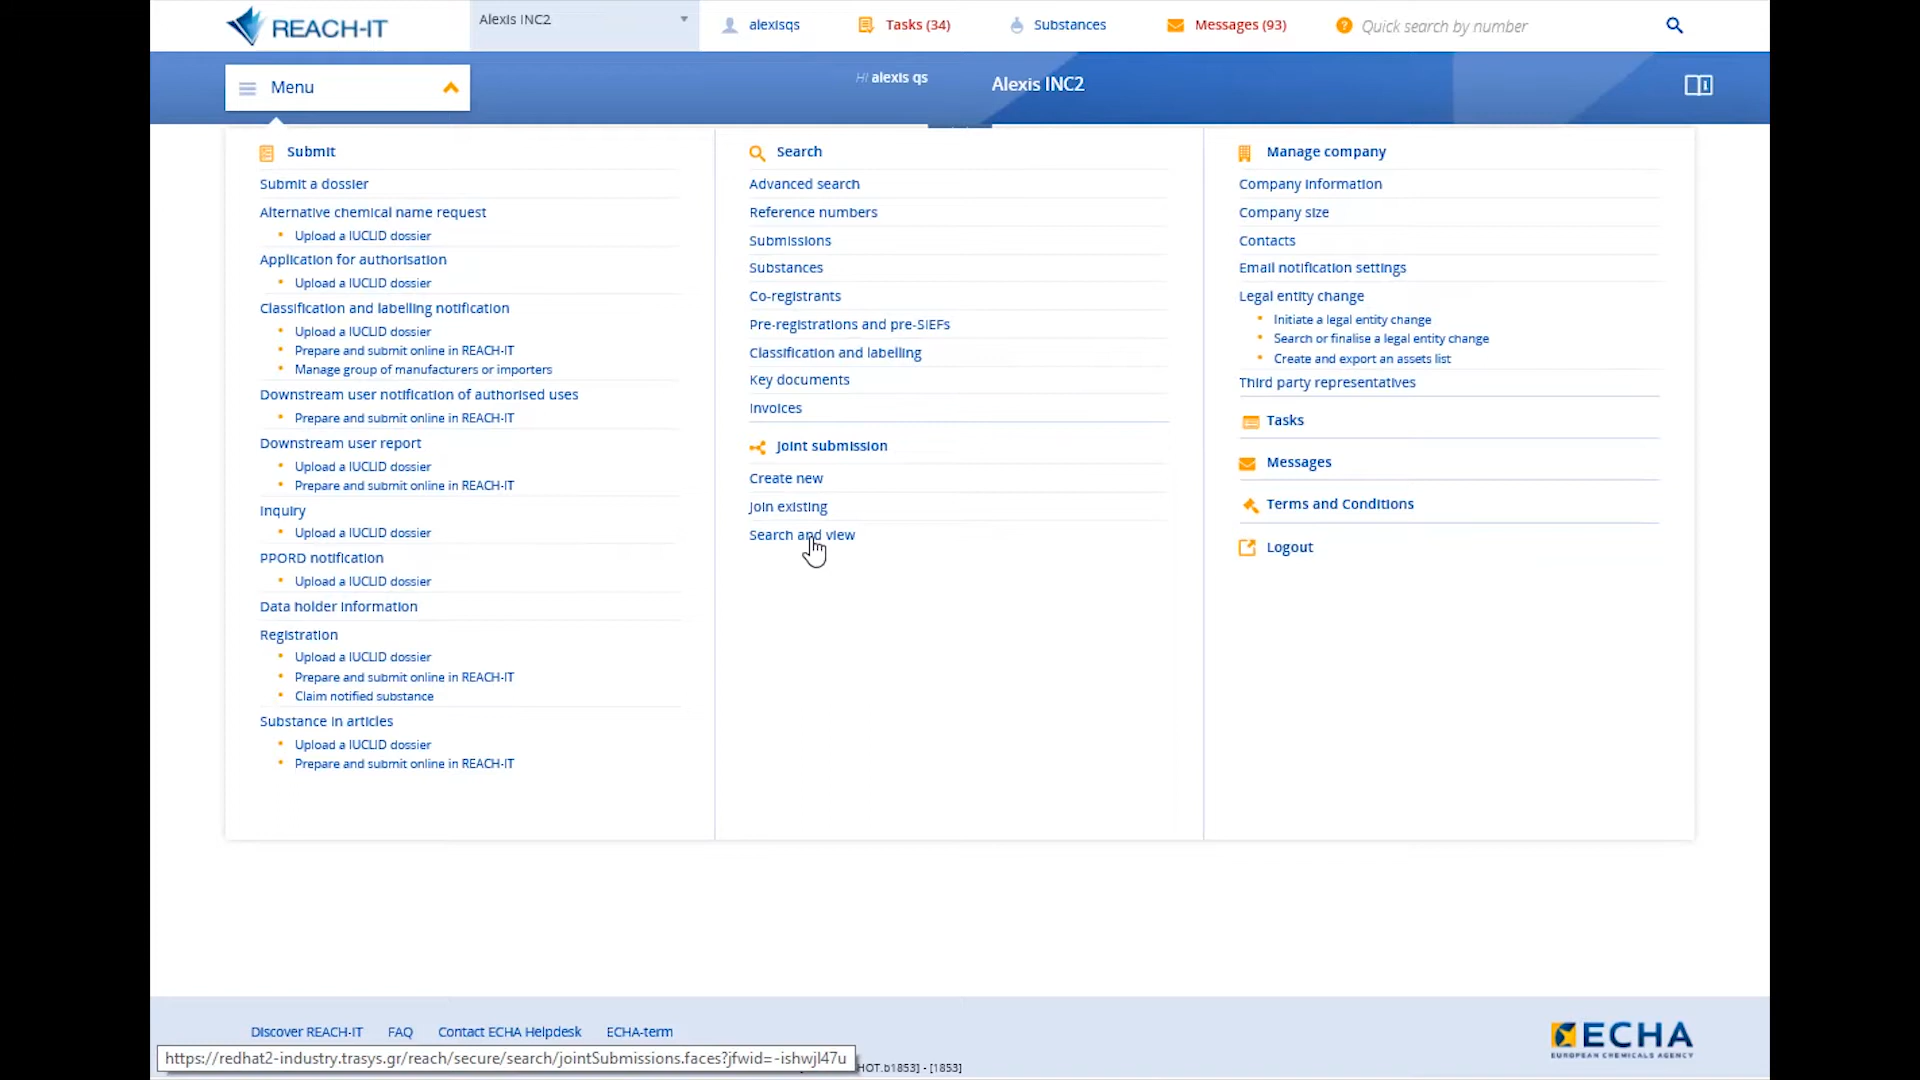 REACH-IT
Alexis INC2
alexisqs
Tasks (34)
Substances
Messages (93)
?
Quick search by number
Menu
Hi alexis qs
Alexis INC2
Submit
Submit a dossier
Alternative chemical name request
Upload a IUCLID dossier
Application for authorisation
Upload a IUCLID dossier
Classification and labelling notification
Upload a IUCLID dossier
Prepare and submit online in REACH-IT
Manage group of manufacturers or importers
Downstream user notification of authorised uses
Prepare and submit online in REACH-IT
Downstream user report
Upload a IUCLID dossier
Prepare and submit online in REACH-IT
Inquiry
Upload a IUCLID dossier
PPORD notification
Upload a IUCLID dossier
Data holder information
Registration
Upload a IUCLID dossier
Prepare and submit online in REACH-IT
Claim notified substance
Substance in articles
Upload a IUCLID dossier
Prepare and submit online in REACH-IT
Search
Advanced search
Reference numbers
Submissions
Substances
Co-registrants
Pre-registrations and pre-SIEFs
Classification and labelling
Key documents
Invoices
Joint submission
Create new
Join existing
Search and view
Manage company
Company information
Company size
Contacts
Email notification settings
Legal entity change
Initiate a legal entity change
Search or finalise a legal entity change
Create and export an assets list
Third party representatives
Tasks
Messages
Terms and Conditions
Logout
Discover REACH-IT
FAQ
Contact ECHA Helpdesk
ECHA-term
ECHA
EUROPEAN CHEMICALS AGENCY
https://redhat2-industry.trasys.gr/reach/secure/search/jointSubmissions.faces?jfwid=-ishwjl47u
HOT.b1853] - [1853]